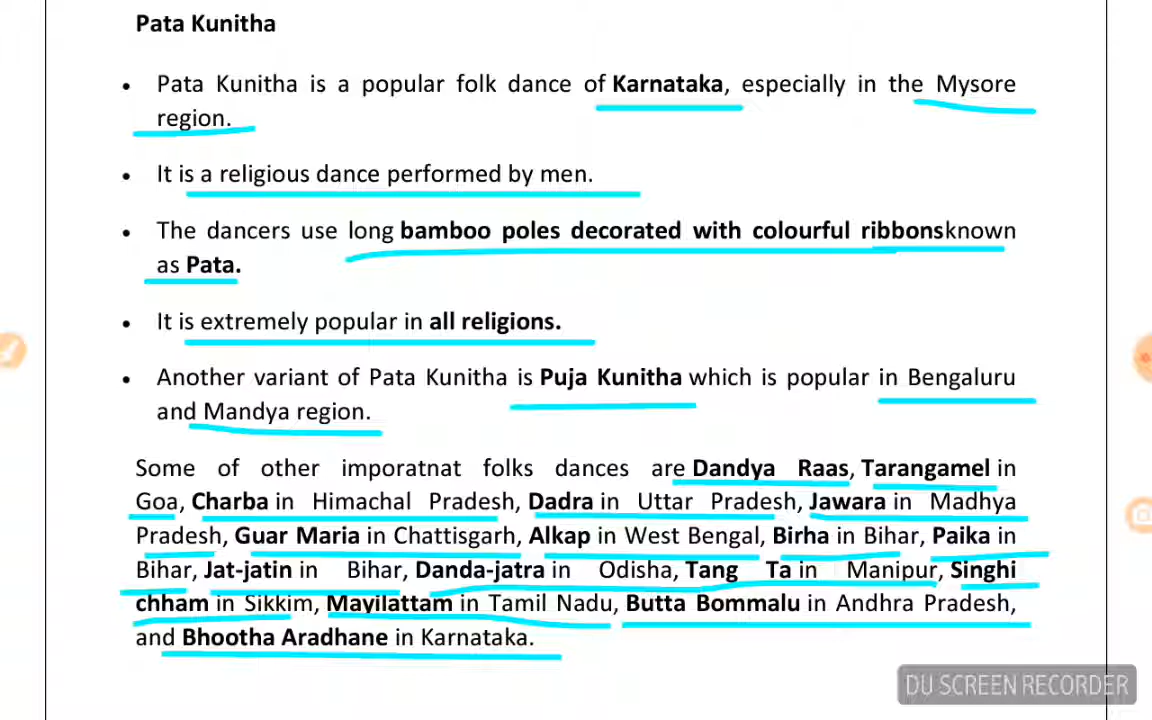 Pata Kunitha
• Pata Kunitha is a popular folk dance of Karnataka, especially in the Mysore
region.
• It is a religious dance performed by men.
• The dancers use long bamboo poles decorated with colourful ribbonsknown
as Pata.
• It is extremely popular in all religions.
• Another variant of Pata Kunitha is Puja Kunitha which is popular in Bengaluru
and Mandya region.
Some of other imporatnat folks dances are Dandya Raas, Tarangamel in
Goa, Charba in Himachal Pradesh, Dadra in Uttar Pradesh, Jawara in Madhya
Pradesh, Guar Maria in Chattisgarh, Alkap in West Bengal, Birha in Bihar, Paika in
Bihar, Jat-jatin in Bihar, Danda-jatra in Odisha, Tang Ta in Manipur, Singhi
chham in Sikkim, Mayilattam in Tamil Nadu, Butta Bommalu in Andhra Pradesh,
and Bhootha Aradhane in Karnataka.
DU SCREEN RECORDER